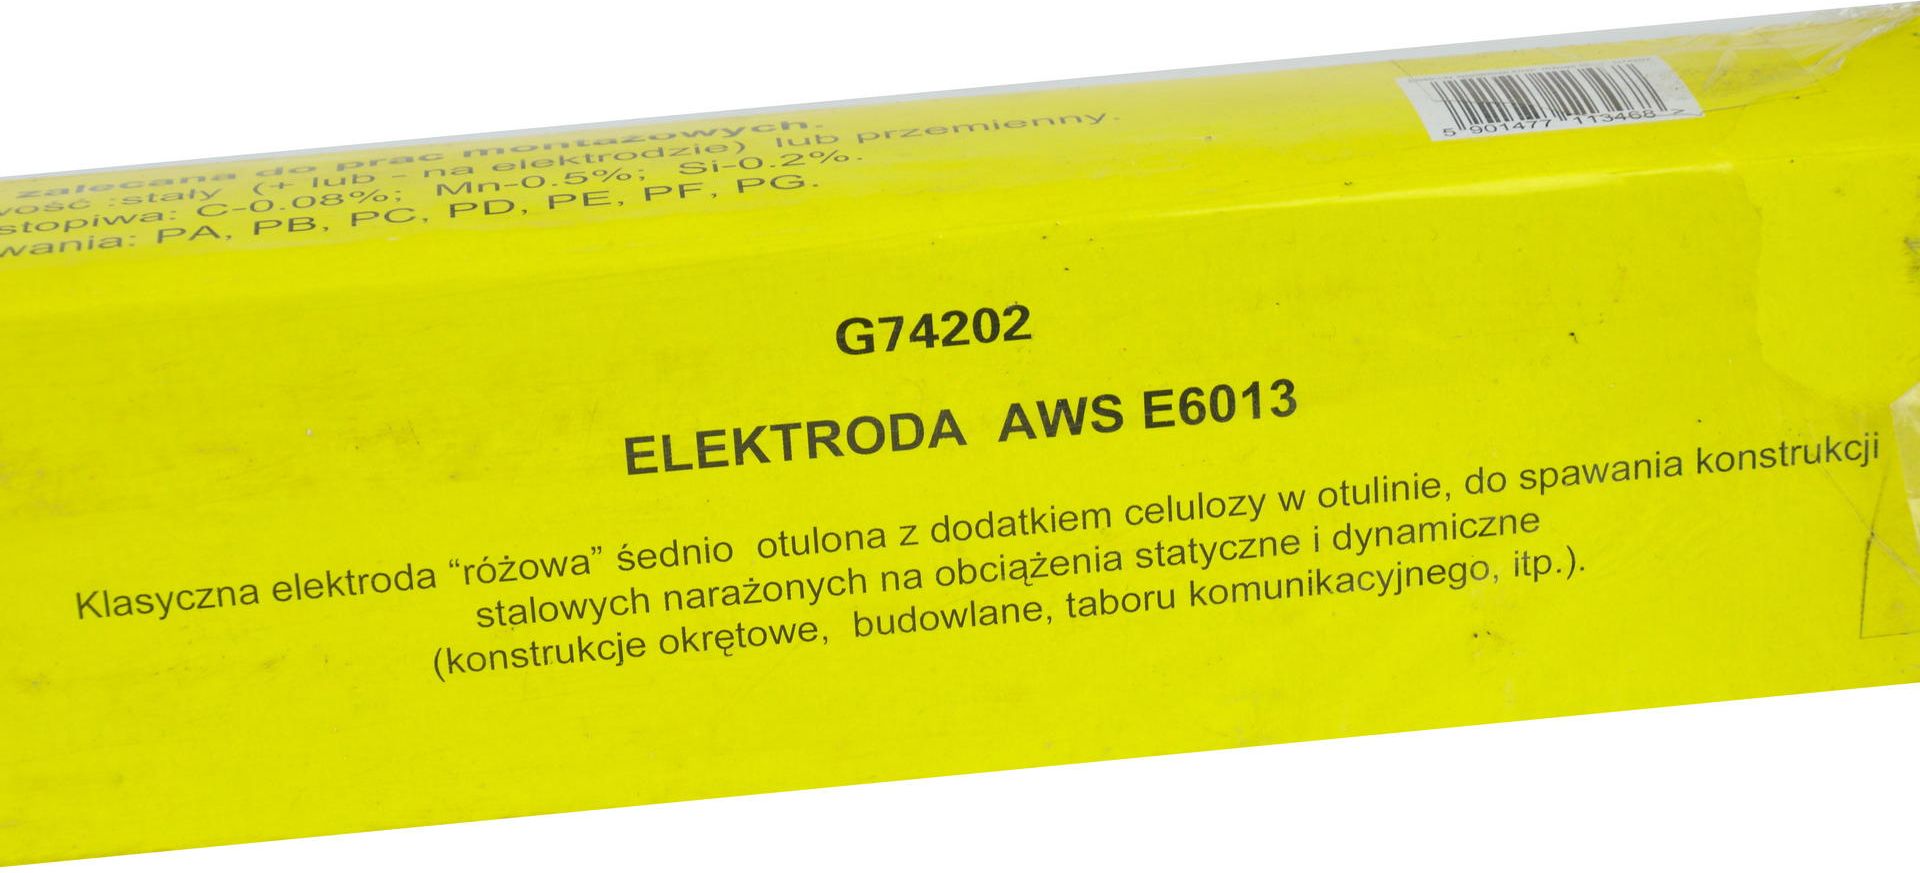 zalecana do prac montażowych.
wość :stały (+ lub - na elektrodzie) lub przemienny.
stopiwa: C-0.08%; Mn-0.5%; Si-0.2%.
wania: PA, PB, PC, PD, PE, PF, PG.
5 901477 113468 2
G74202
ELEKTRODA AWS E6013
Klasyczna elektroda “różowa” śednio otulona z dodatkiem celulozy w otulinie, do spawania konstrukcji
stalowych narażonych na obciążenia statyczne i dynamiczne
(konstrukcje okrętowe, budowlane, taboru komunikacyjnego, itp.).